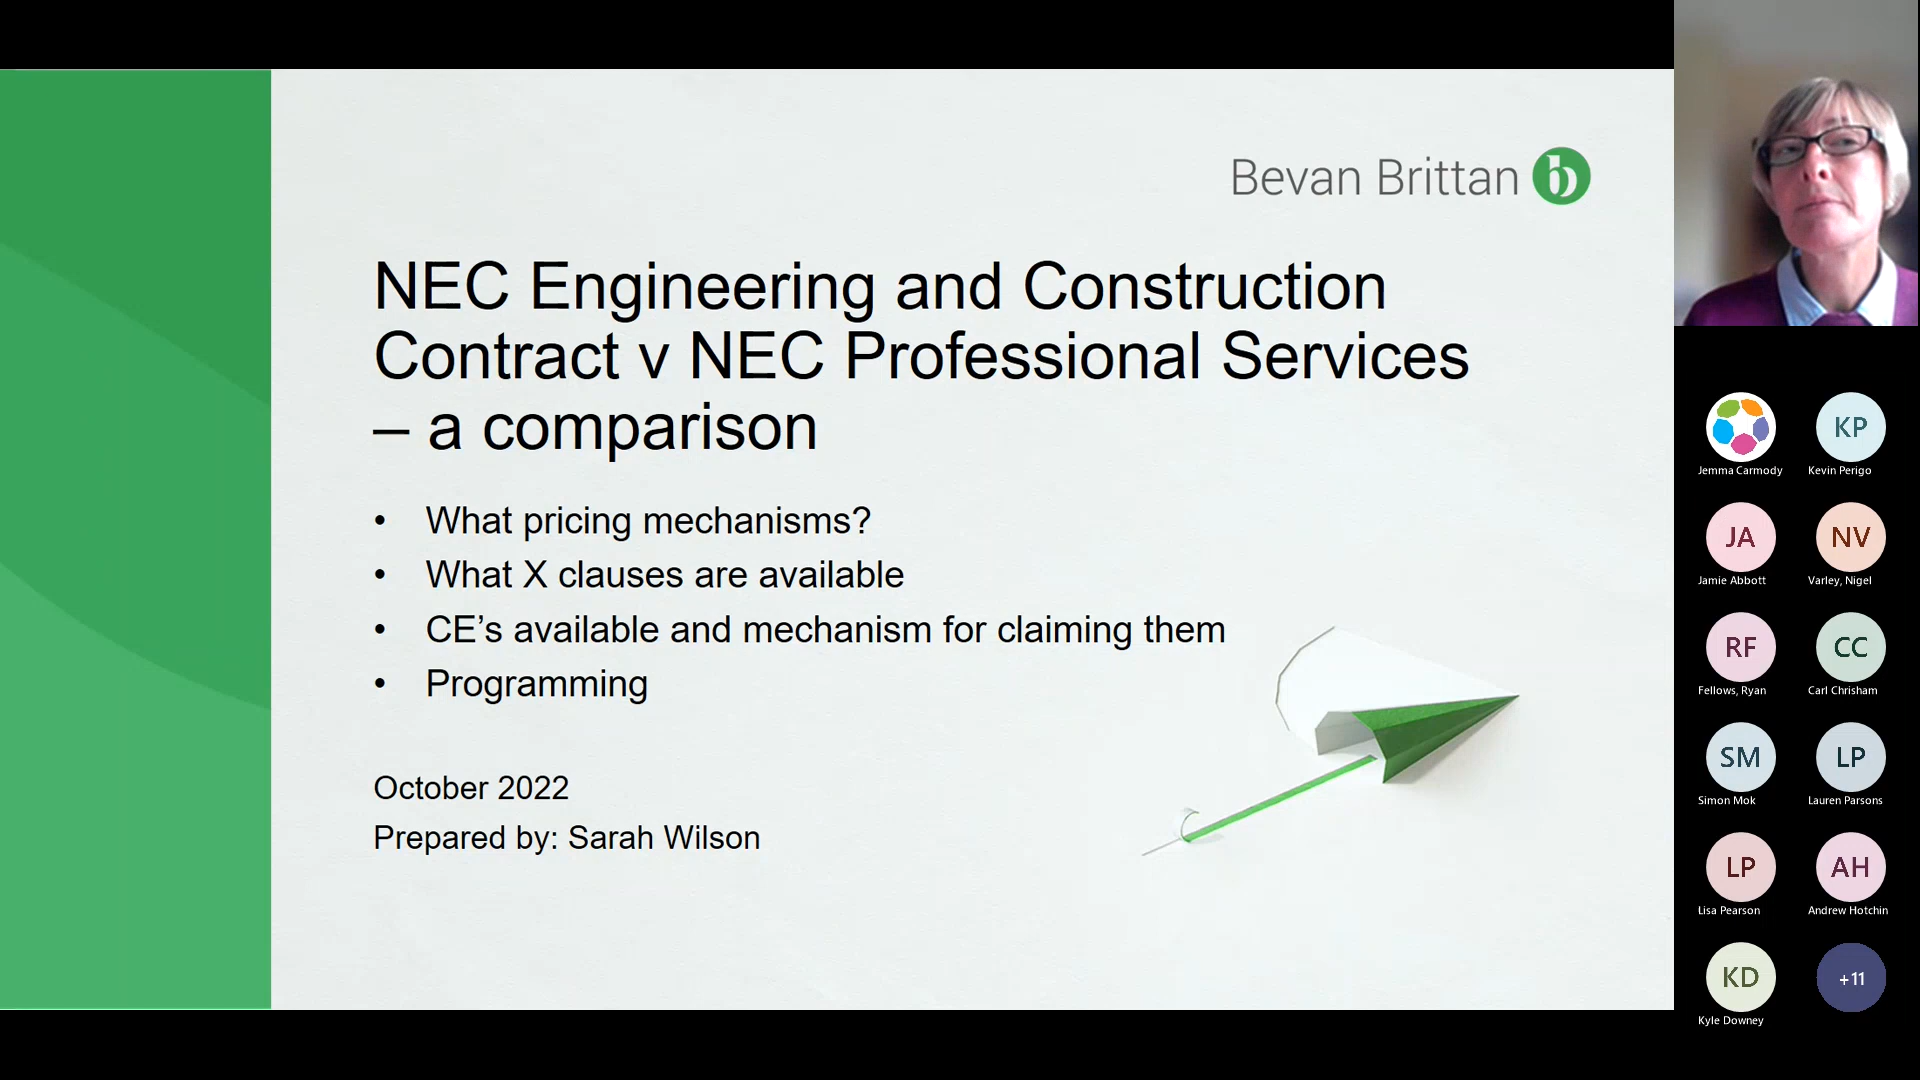 Bevan Brittan b
NEC Engineering and Construction
Contract v NEC Professional Services
– a comparison
• What pricing mechanisms?
• What X clauses are available
• CE’s available and mechanism for claiming them
• Programming
October 2022
Prepared by: Sarah Wilson
Jemma Carmody
KP
Kevin Perigo
JA
Jamie Abbott
NV
Varley, Nigel
RF
Fellows, Ryan
CC
Carl Chrisham
SM
Simon Mok
LP
Lauren Parsons
LP
Lisa Pearson
AH
Andrew Hotchin
KD
Kyle Downey
+11